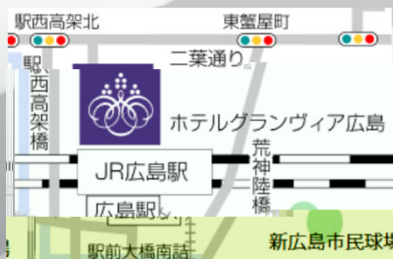 駅西高架北
東蟹屋町
二葉通り
駅西高架橋
ホテルグランヴィア広島
荒神陸橋
JR広島駅
広島駅
駅前大橋南詰
新広島市民球場